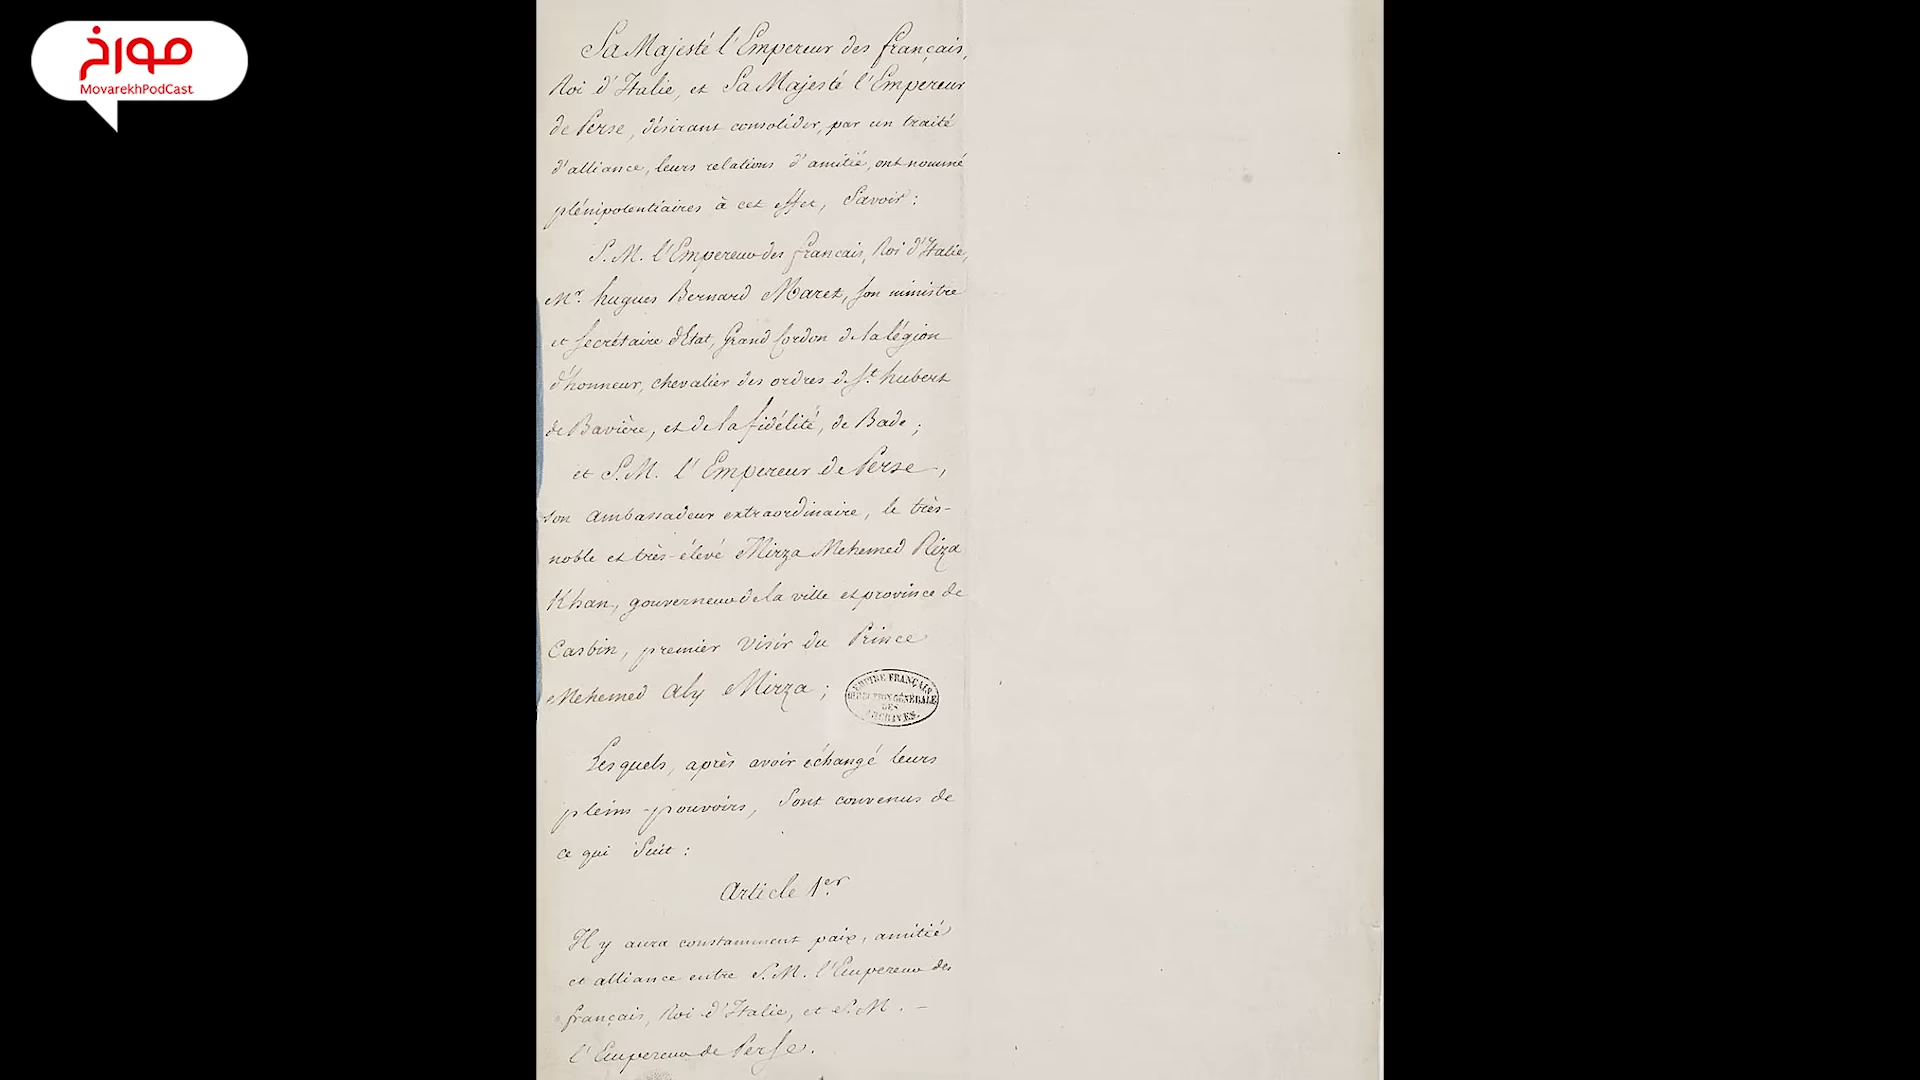 مورخ
MovarekhPodCast
Sa Majesté l'Empereur des français,
Roi d'Italie, et Sa Majesté l'Empereur
de Perse, désirant consolider, par un traité
d'alliance, leurs relations d'amitié, ont nommé
plénipotentiaires à cet effet, Savoir :
S. M. l'Empereur des français, Roi d'Italie,
Mr. hugues Bernard Maret, son ministre
et secrétaire d'Etat, Grand Cordon de la légion
d'honneur, chevalier des ordres de St. hubert
de Bavière, et de la fidélité, de Bade ;
et S. M. l'Empereur de Perse,
son ambassadeur extraordinaire, le très-
noble et très-élevé Mirza Mehemed Riza
Khan, gouverneur de la ville et province de
Casbin, premier Visir du Prince
Mehemed Aly Mirza ;
EMPIRE FRANÇAIS
DIRECTION GÉNÉRALE
DES
ARCHIVES.
Lesquels, après avoir échangé leurs
pleins-pouvoirs, Sont convenus de
ce qui Suit :
Article 1er
Il y aura constamment paix, amitié
et alliance entre S. M. l'Empereur des
français, Roi d'Italie, et S. M. -
l'Empereur de Perse.